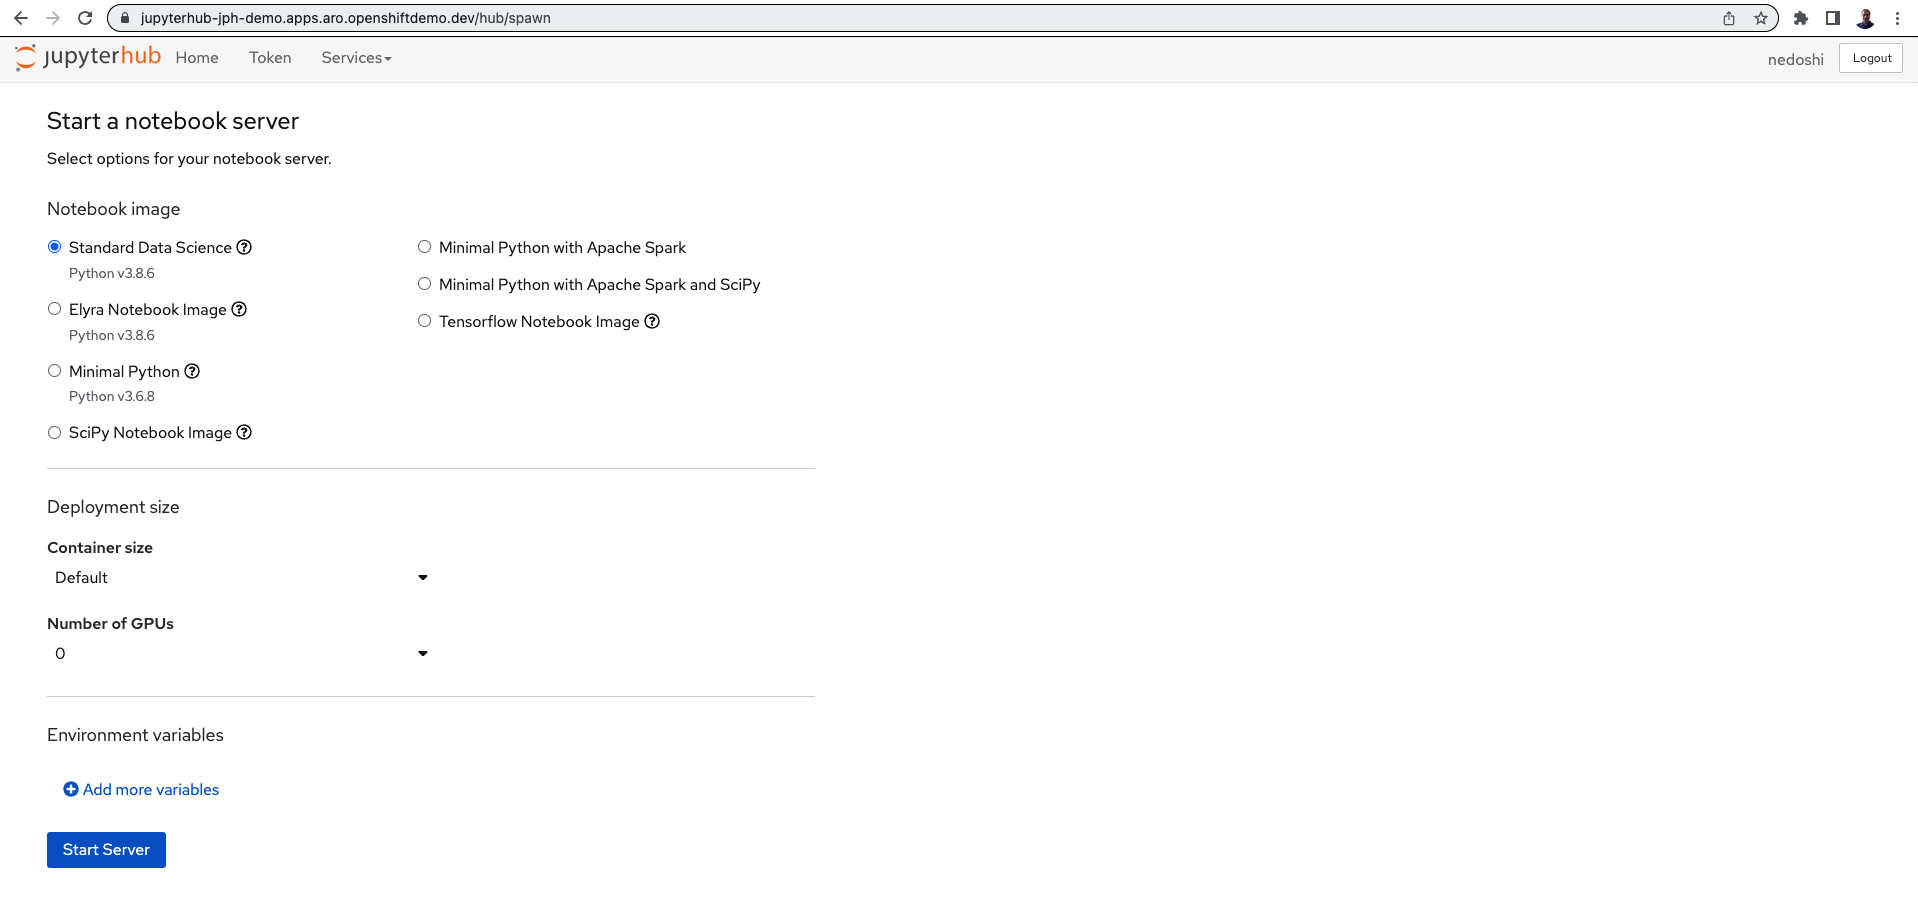 jupyterhub-jph-demo.apps.aro.openshiftdemo.dev/hub/spawn
jupyterhub Home Token Services nedoshi Logout
Start a notebook server
Select options for your notebook server.
Notebook image
Standard Data Science
Python v3.8.6
Elyra Notebook Image
Python v3.8.6
Minimal Python
Python v3.6.8
SciPy Notebook Image
Minimal Python with Apache Spark
Minimal Python with Apache Spark and SciPy
Tensorflow Notebook Image
Deployment size
Container size
Default
Number of GPUs
0
Environment variables
Add more variables
Start Server